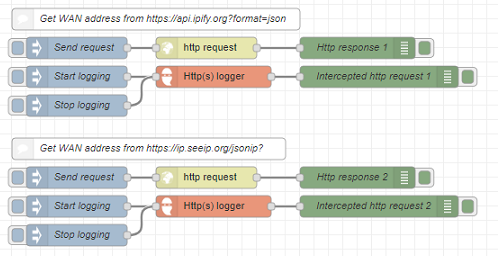 Get WAN address from https://api.ipify.org?format=json
Send request http request Http response 1
Start logging Http(s) logger Intercepted http request 1
Stop logging
Get WAN address from https://ip.seeip.org/jsonip?
Send request http request Http response 2
Start logging Http(s) logger Intercepted http request 2
Stop logging